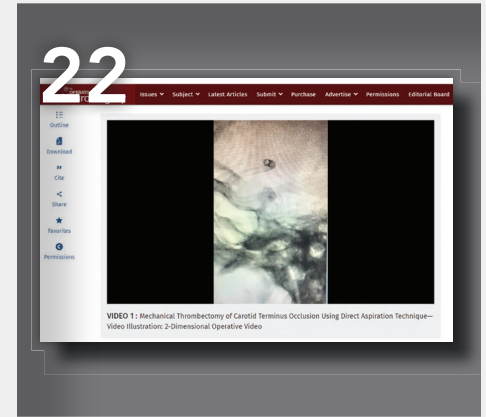 22
Issues Subject Latest Articles Submit Purchase Advertise Permissions Editorial Board
Outline
Download
Cite
Share
Favorites
Permissions
VIDEO 1 : Mechanical Thrombectomy of Carotid Terminus Occlusion Using Direct Aspiration Technique—
Video Illustration: 2-Dimensional Operative Video